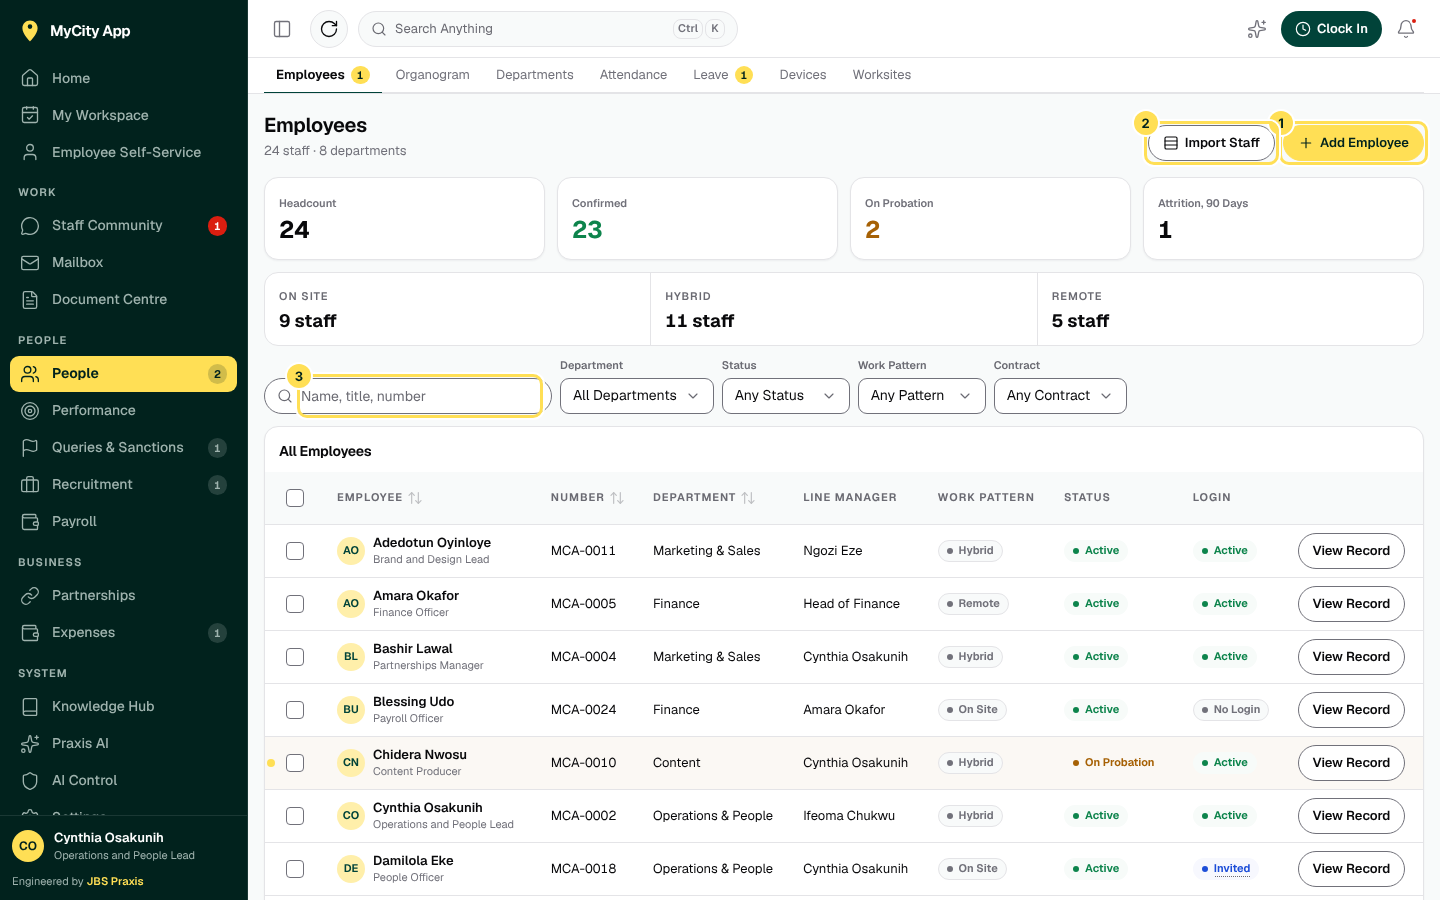 MyCity App
Home
My Workspace
Employee Self-Service
WORK
Staff Community 1
Mailbox
Document Centre
PEOPLE
People 2
Performance
Queries & Sanctions 1
Recruitment 1
Payroll
BUSINESS
Partnerships
Expenses 1
SYSTEM
Knowledge Hub
Praxis AI
AI Control
CO Cynthia Osakunih
Operations and People Lead
Engineered by JBS Praxis
Search Anything Ctrl K
Clock In
Employees 1 Organogram Departments Attendance Leave 1 Devices Worksites
Employees
24 staff · 8 departments
2 Import Staff
1 Add Employee
Headcount
24
Confirmed
23
On Probation
2
Attrition, 90 Days
1
ON SITE
9 staff
HYBRID
11 staff
REMOTE
5 staff
3
Name, title, number
Department
All Departments
Status
Any Status
Work Pattern
Any Pattern
Contract
Any Contract
All Employees
EMPLOYEE NUMBER DEPARTMENT LINE MANAGER WORK PATTERN STATUS LOGIN
AO Adedotun Oyinloye MCA-0011 Marketing & Sales Ngozi Eze Hybrid Active Active View Record
Brand and Design Lead
AO Amara Okafor MCA-0005 Finance Head of Finance Remote Active Active View Record
Finance Officer
BL Bashir Lawal MCA-0004 Marketing & Sales Cynthia Osakunih Hybrid Active Active View Record
Partnerships Manager
BU Blessing Udo MCA-0024 Finance Amara Okafor On Site Active No Login View Record
Payroll Officer
CN Chidera Nwosu MCA-0010 Content Cynthia Osakunih Hybrid On Probation Active View Record
Content Producer
CO Cynthia Osakunih MCA-0002 Operations & People Ifeoma Chukwu Hybrid Active Active View Record
Operations and People Lead
DE Damilola Eke MCA-0018 Operations & People Cynthia Osakunih On Site Active Invited View Record
People Officer